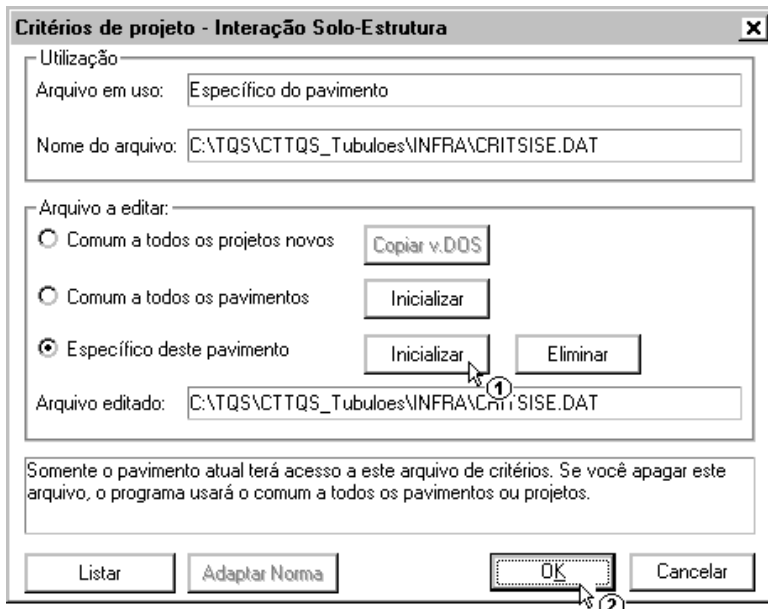 Critérios de projeto - Interação Solo-Estrutura
Utilização
Arquivo em uso: Específico do pavimento
Nome do arquivo: C:\TQS\CTTQS_Tubuloes\INFRA\CRITSISE.DAT
Arquivo a editar:
Comum a todos os projetos novos Copiar v.DOS
Comum a todos os pavimentos Inicializar
Específico deste pavimento Inicializar Eliminar
1
Arquivo editado: C:\TQS\CTTQS_Tubuloes\INFRA\CRITSISE.DAT
Somente o pavimento atual terá acesso a este arquivo de critérios. Se você apagar este
arquivo, o programa usará o comum a todos os pavimentos ou projetos.
Listar Adaptar Norma OK Cancelar
2